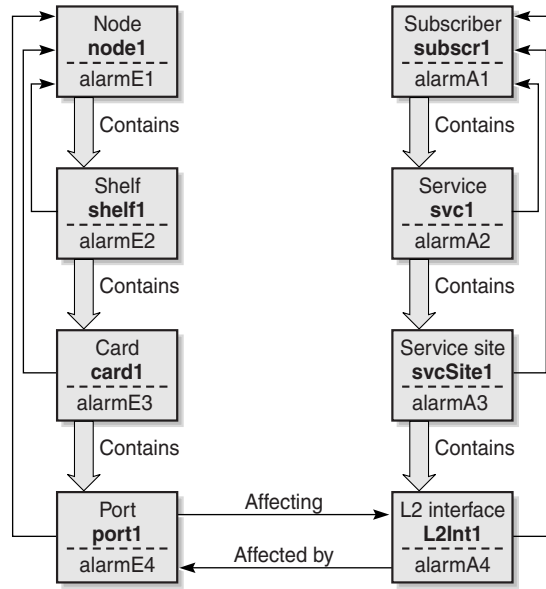 Node
node1
alarmE1
Contains
Shelf
shelf1
alarmE2
Contains
Card
card1
alarmE3
Contains
Port
port1
alarmE4
Subscriber
subscr1
alarmA1
Contains
Service
svc1
alarmA2
Contains
Service site
svcSite1
alarmA3
Contains
L2 interface
L2Int1
alarmA4
Affecting
Affected by